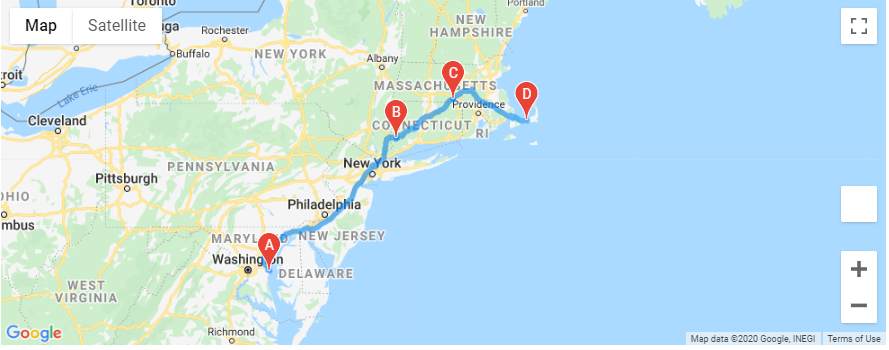 Map
Satellite
Toronto
Portland
NEW
HAMPSHIRE
Rochester
Buffalo
NEW YORK
Albany
Lake Erie
MASSACHUSETTS
C
D
B
Providence
Cleveland
CONNECTICUT
RI
PENNSYLVANIA
New York
Pittsburgh
OHIO
Philadelphia
MARYLAND
A
NEW JERSEY
Washington
DELAWARE
WEST
VIRGINIA
Richmond
Google
Map data ©2020 Google, INEGI
Terms of Use